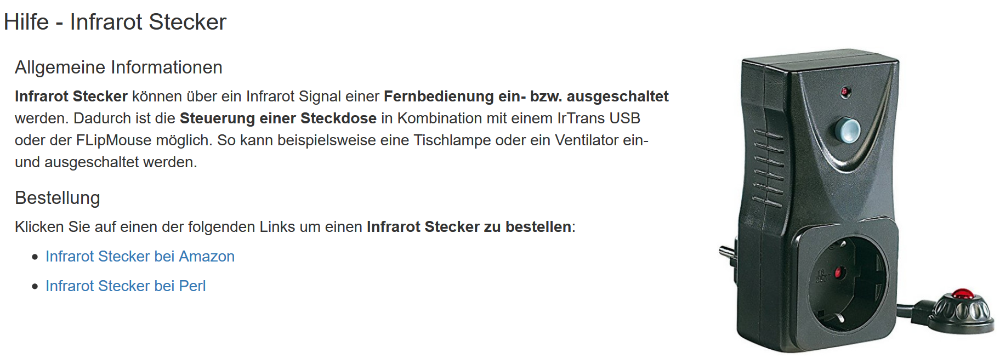 Hilfe - Infrarot Stecker
Allgemeine Informationen
Infrarot Stecker können über ein Infrarot Signal einer Fernbedienung ein- bzw. ausgeschaltet
werden. Dadurch ist die Steuerung einer Steckdose in Kombination mit einem IrTrans USB
oder der FLipMouse möglich. So kann beispielsweise eine Tischlampe oder ein Ventilator ein-
und ausgeschaltet werden.
Bestellung
Klicken Sie auf einen der folgenden Links um einen Infrarot Stecker zu bestellen:
Infrarot Stecker bei Amazon
Infrarot Stecker bei Perl